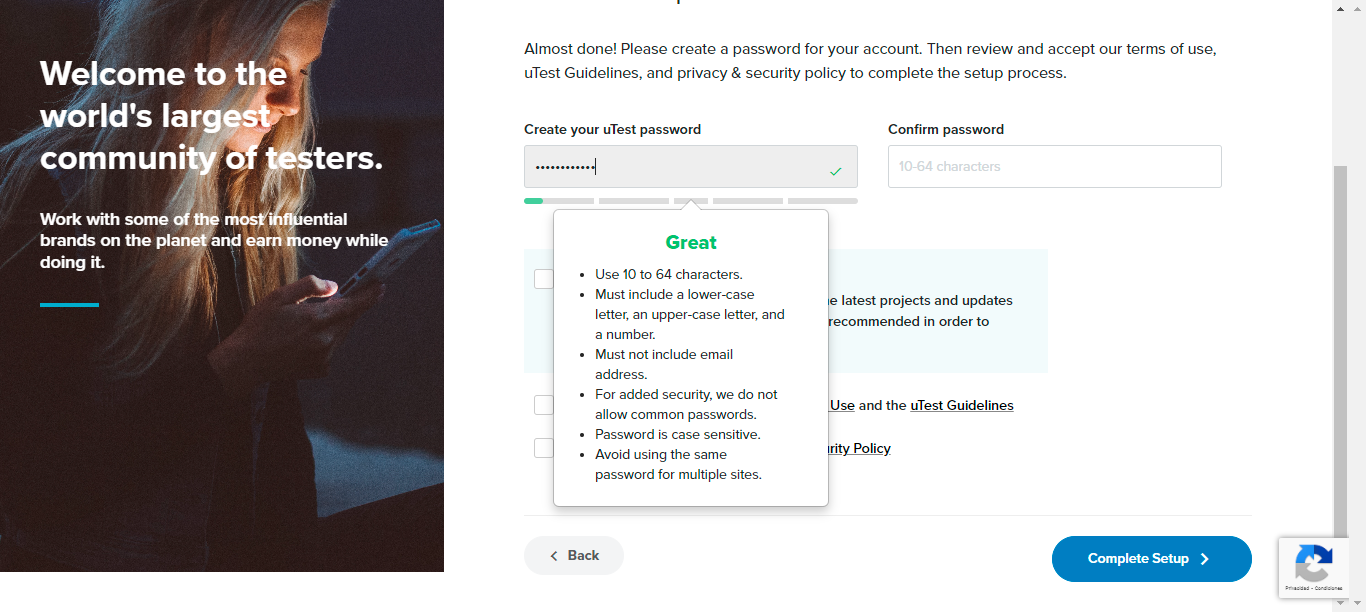 Welcome to the
world's largest
community of testers.
Work with some of the most influential
brands on the planet and earn money while
doing it.
Almost done! Please create a password for your account. Then review and accept our terms of use,
uTest Guidelines, and privacy & security policy to complete the setup process.
Create your uTest password
Confirm password
••••••••••••
10-64 characters
Great
• Use 10 to 64 characters.
• Must include a lower-case
letter, an upper-case letter, and
a number.
• Must not include email
address.
• For added security, we do not
allow common passwords.
• Password is case sensitive.
• Avoid using the same
password for multiple sites.
latest projects and updates
recommended in order to
Use and the uTest Guidelines
Policy
Back
Complete Setup
Privacidad - Condiciones